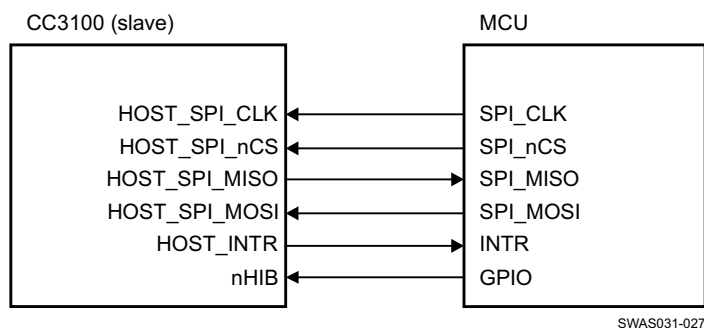 CC3100 (slave) MCU
HOST_SPI_CLK SPI_CLK
HOST_SPI_nCS SPI_nCS
HOST_SPI_MISO SPI_MISO
HOST_SPI_MOSI SPI_MOSI
HOST_INTR INTR
nHIB GPIO
SWAS031-027